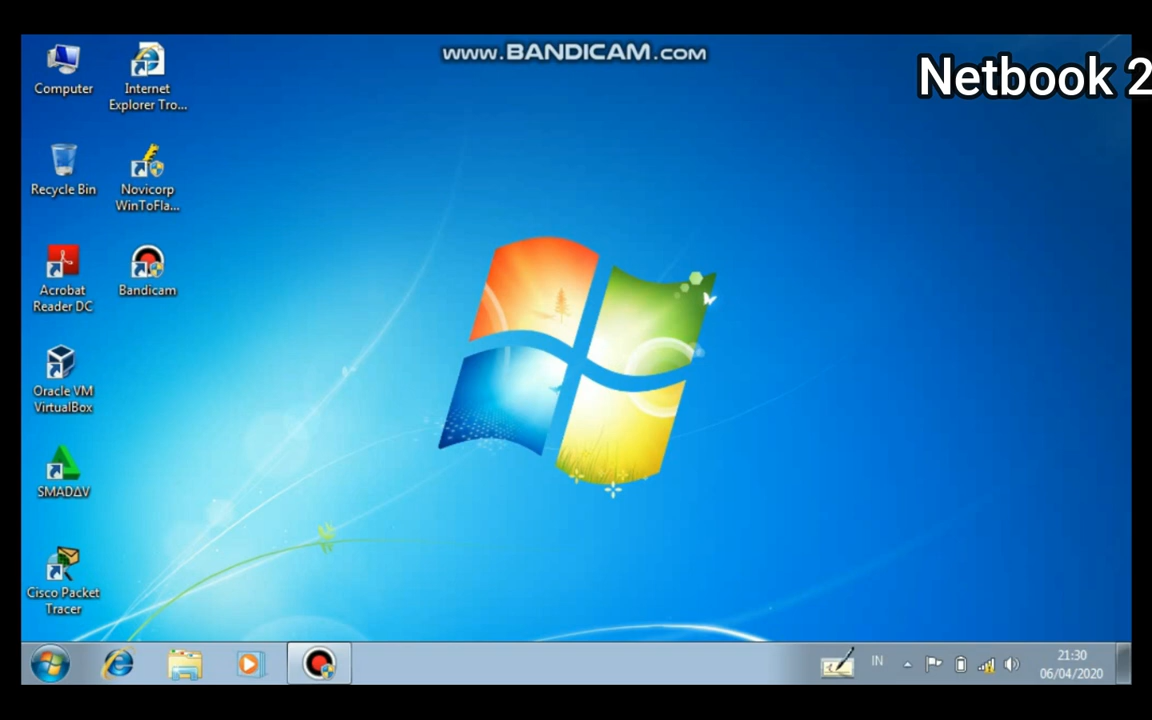 www.BANDICAM.com
Netbook 2
Computer
Internet
Explorer Tro...
Recycle Bin
Novicorp
WinToFla...
Acrobat
Reader DC
Bandicam
Oracle VM
VirtualBox
SMADΔV
Cisco Packet
Tracer
IN
21:30
06/04/2020